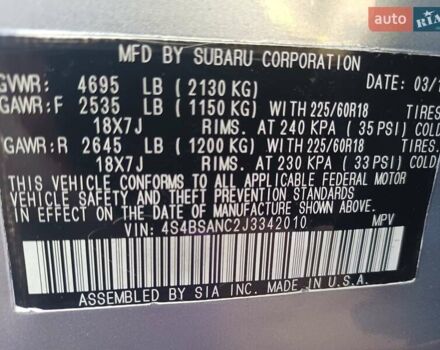 auto RIA
MFD BY SUBARU CORPORATION
GVWR: 4695 LB (2130 KG) DATE: 03/1
GAWR:F 2535 LB (1150 KG) WITH 225/60R18 TIRES
18X7J RIMS. AT 240 KPA (35 PSI) COLD
GAWR:R 2645 LB (1200 KG) WITH 225/60R18 TIRES.
18X7J RIMS. AT 230 KPA (33 PSI) COLD
THIS VEHICLE CONFORMS TO ALL APPLICABLE FEDERAL MOTOR
VEHICLE SAFETY AND THEFT PREVENTION STANDARDS
IN EFFECT ON THE DATE OF MANUFACTURE SHOWN ABOVE.
VIN: 4S4BSANC2J3342010 MPV
ASSEMBLED BY SIA INC. MADE IN U.S.A.